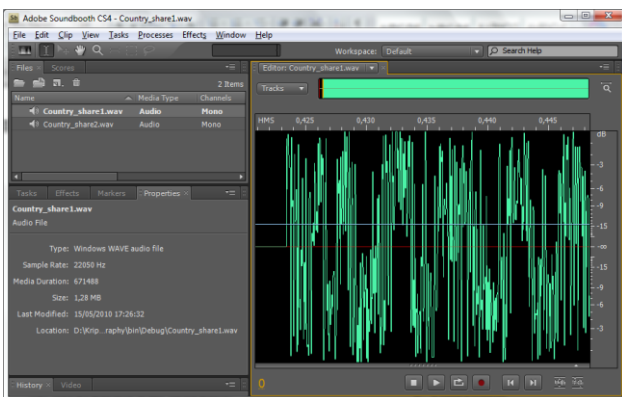 Adobe Soundbooth CS4 - Country_share1.wav
File Edit Clip View Tasks Processes Effects Window Help
Workspace: Default Search Help
Files × Scores
2 Items
Name Media Type Channels
Country_share1.wav Audio Mono
Country_share2.wav Audio Mono
Tasks Effects Markers Properties ×
Country_share1.wav
Audio File
Type: Windows WAVE audio file
Sample Rate: 22050 Hz
Media Duration: 671488
Size: 1,28 MB
Last Modified: 15/05/2010 17:26:32
Location: D:\Krip...raphy\bin\Debug\Country_share1.wav
History × Video
Editor: Country_share1.wav ×
Tracks
HMS 0,425 0,430 0,435 0,440 0,445
dB
-3
-6
-9
-15
-∞
-15
-9
-6
-3
0